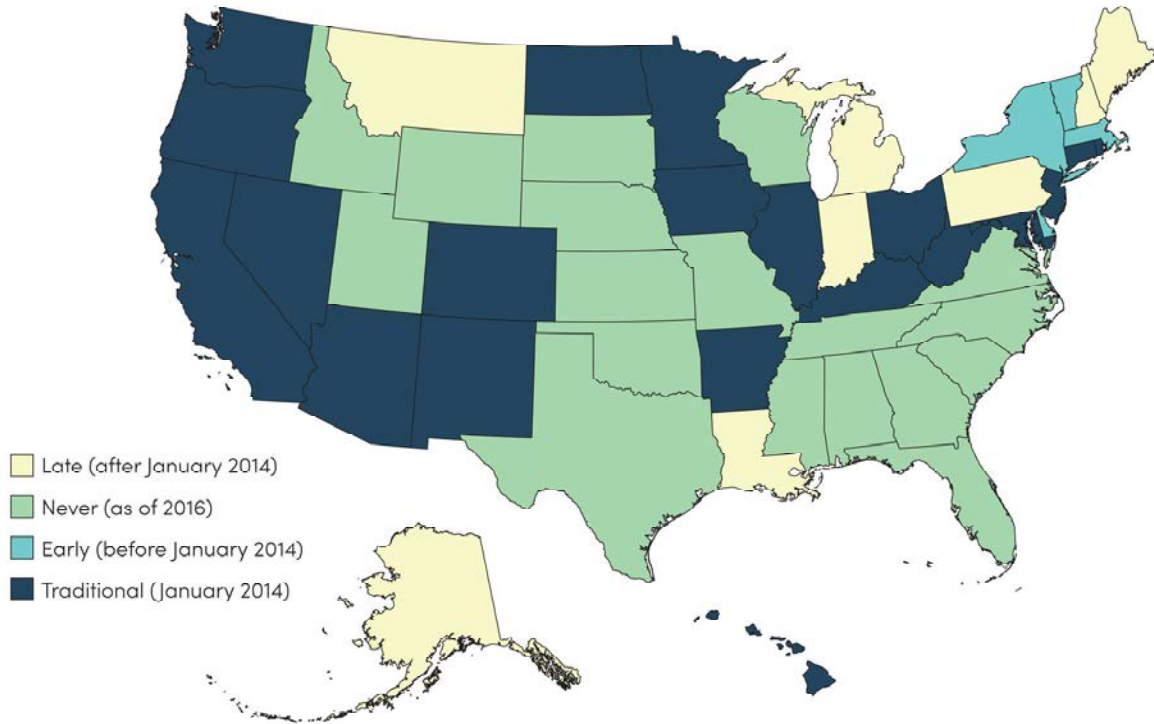 Late (after January 2014)
Never (as of 2016)
Early (before January 2014)
Traditional (January 2014)